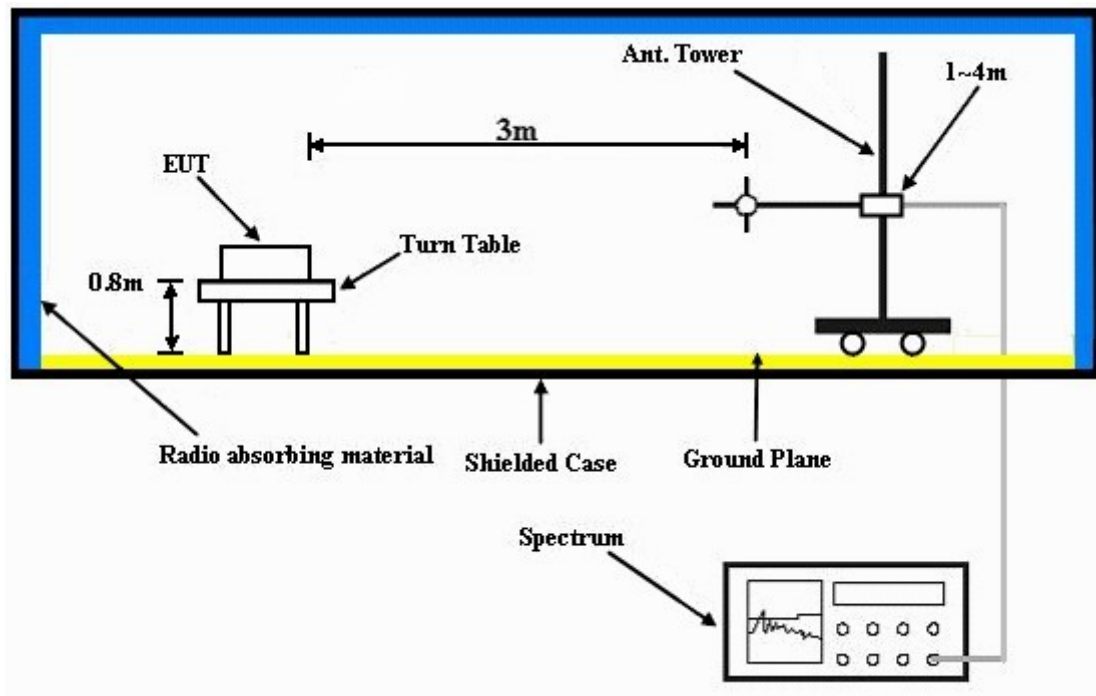 Ant. Tower
1~4m
3m
EUT
Turn Table
0.8m
Radio absorbing material
Shielded Case
Ground Plane
Spectrum